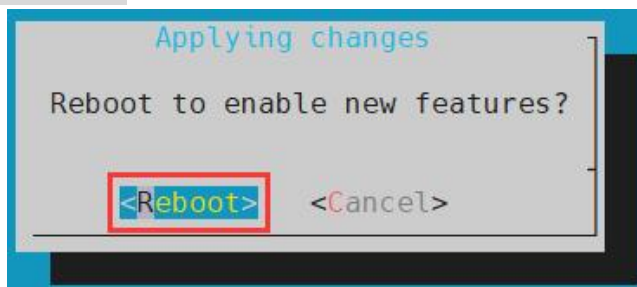 Applying changes
Reboot to enable new features?
<Reboot> <Cancel>